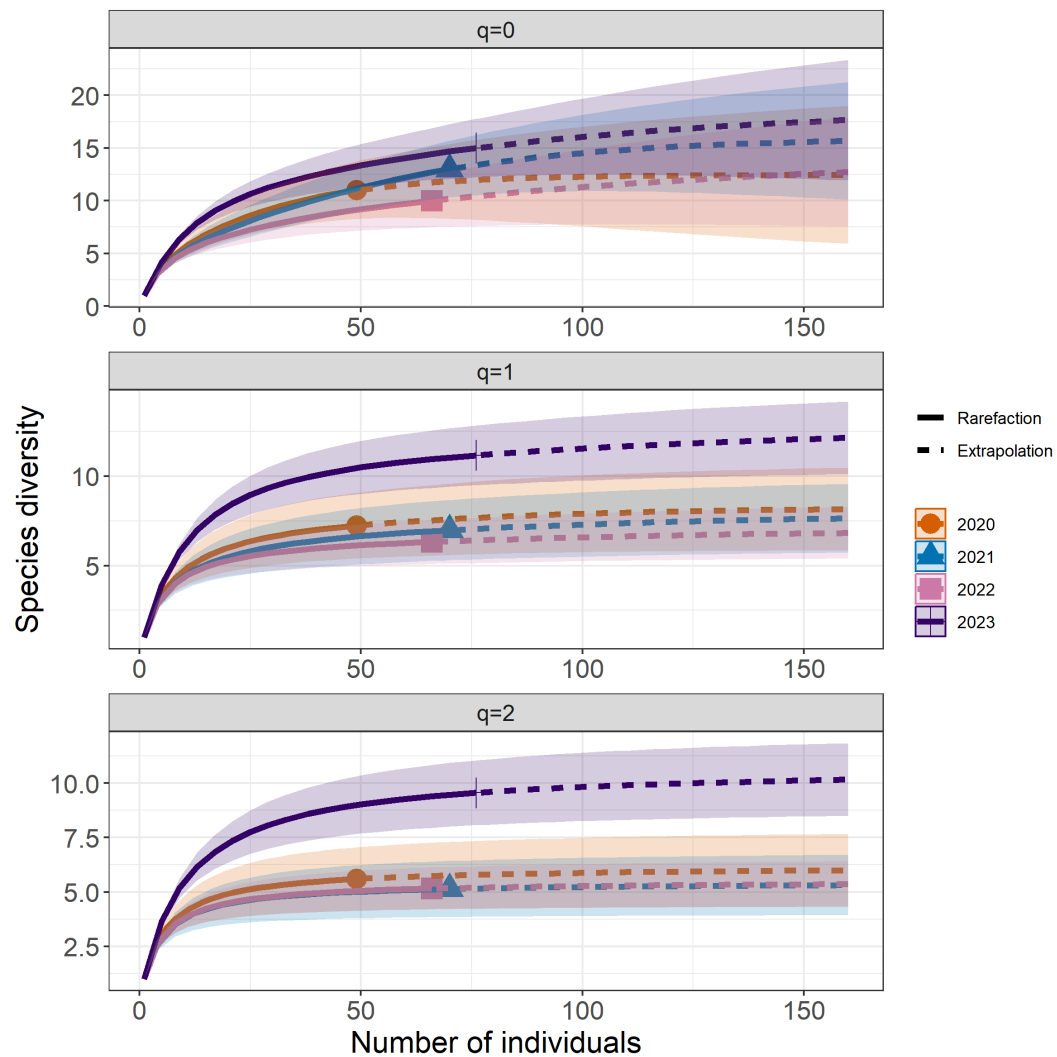 q=0
20
15
10
5
0
0 50 100 150
q=1
10
5
0 50 100 150
q=2
10.0
7.5
5.0
2.5
0 50 100 150
Number of individuals
Species diversity
Rarefaction
Extrapolation
2020
2021
2022
2023